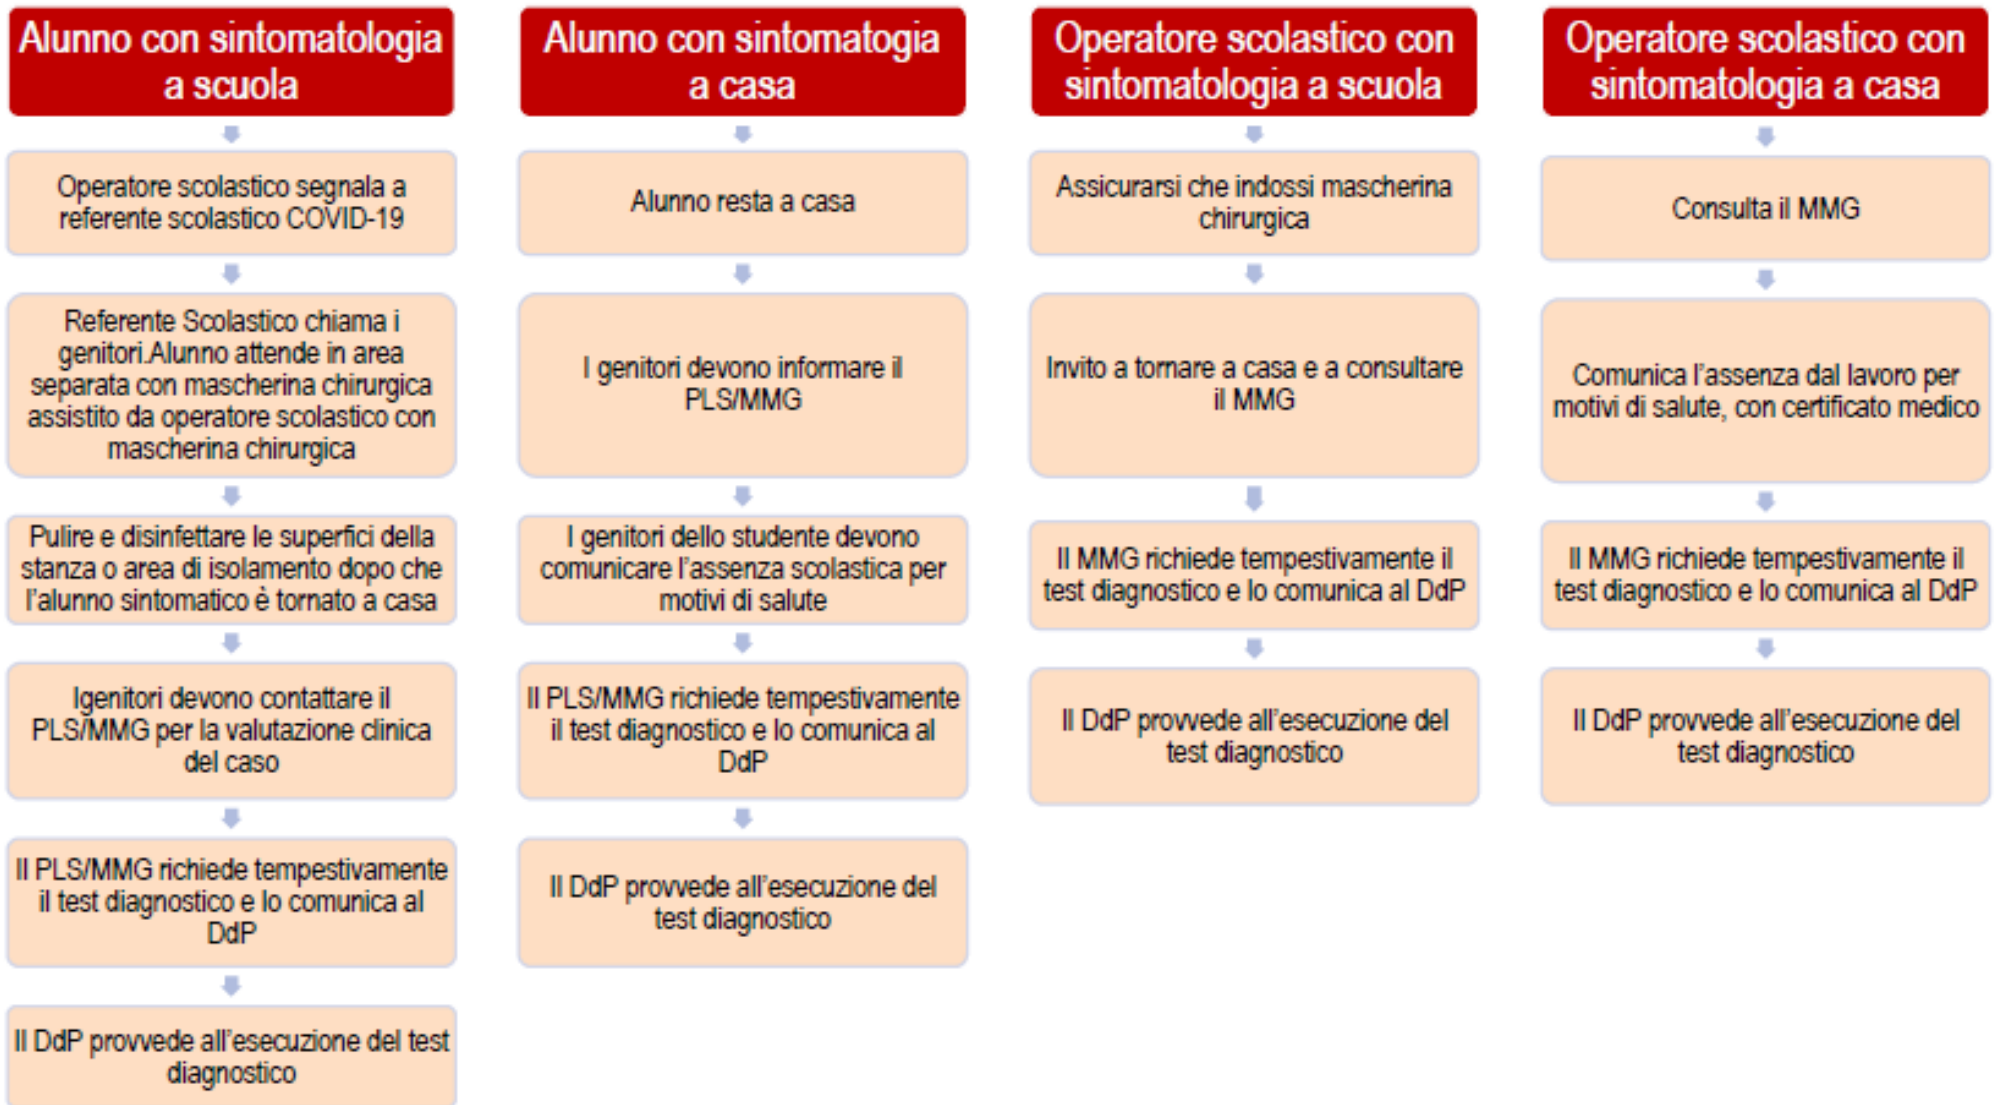 Alunno con sintomatologia
a scuola
Operatore scolastico segnala a
referente scolastico COVID-19
Referente Scolastico chiama i
genitori.Alunno attende in area
separata con mascherina chirurgica
assistito da operatore scolastico con
mascherina chirurgica
Pulire e disinfettare le superfici della
stanza o area di isolamento dopo che
l'alunno sintomatico è tornato a casa
Igenitori devono contattare il
PLS/MMG per la valutazione clinica
del caso
Il PLS/MMG richiede tempestivamente
il test diagnostico e lo comunica al
DdP
Il DdP provvede all'esecuzione del test
diagnostico
Alunno con sintomatogia
a casa
Alunno resta a casa
I genitori devono informare il
PLS/MMG
I genitori dello studente devono
comunicare l'assenza scolastica per
motivi di salute
Il PLS/MMG richiede tempestivamente
il test diagnostico e lo comunica al
DdP
Il DdP provvede all'esecuzione del
test diagnostico
Operatore scolastico con
sintomatologia a scuola
Assicurarsi che indossi mascherina
chirurgica
Invito a tornare a casa e a consultare
il MMG
Il MMG richiede tempestivamente il
test diagnostico e lo comunica al DdP
Il DdP provvede all'esecuzione del
test diagnostico
Operatore scolastico con
sintomatologia a casa
Consulta il MMG
Comunica l'assenza dal lavoro per
motivi di salute, con certificato medico
Il MMG richiede tempestivamente il
test diagnostico e lo comunica al DdP
Il DdP provvede all'esecuzione del
test diagnostico